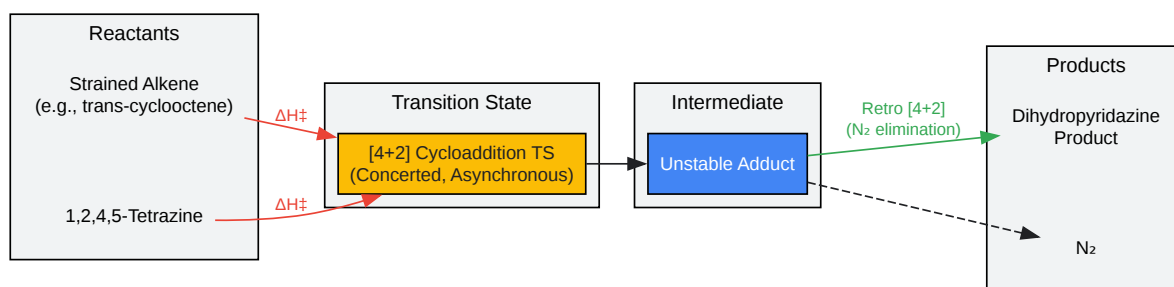 Reactants
Strained Alkene
(e.g., trans-cyclooctene)
1,2,4,5-Tetrazine
ΔH‡
ΔH‡
Transition State
[4+2] Cycloaddition TS
(Concerted, Asynchronous)
Intermediate
Unstable Adduct
Retro [4+2]
(N₂ elimination)
Products
Dihydropyridazine
Product
N₂